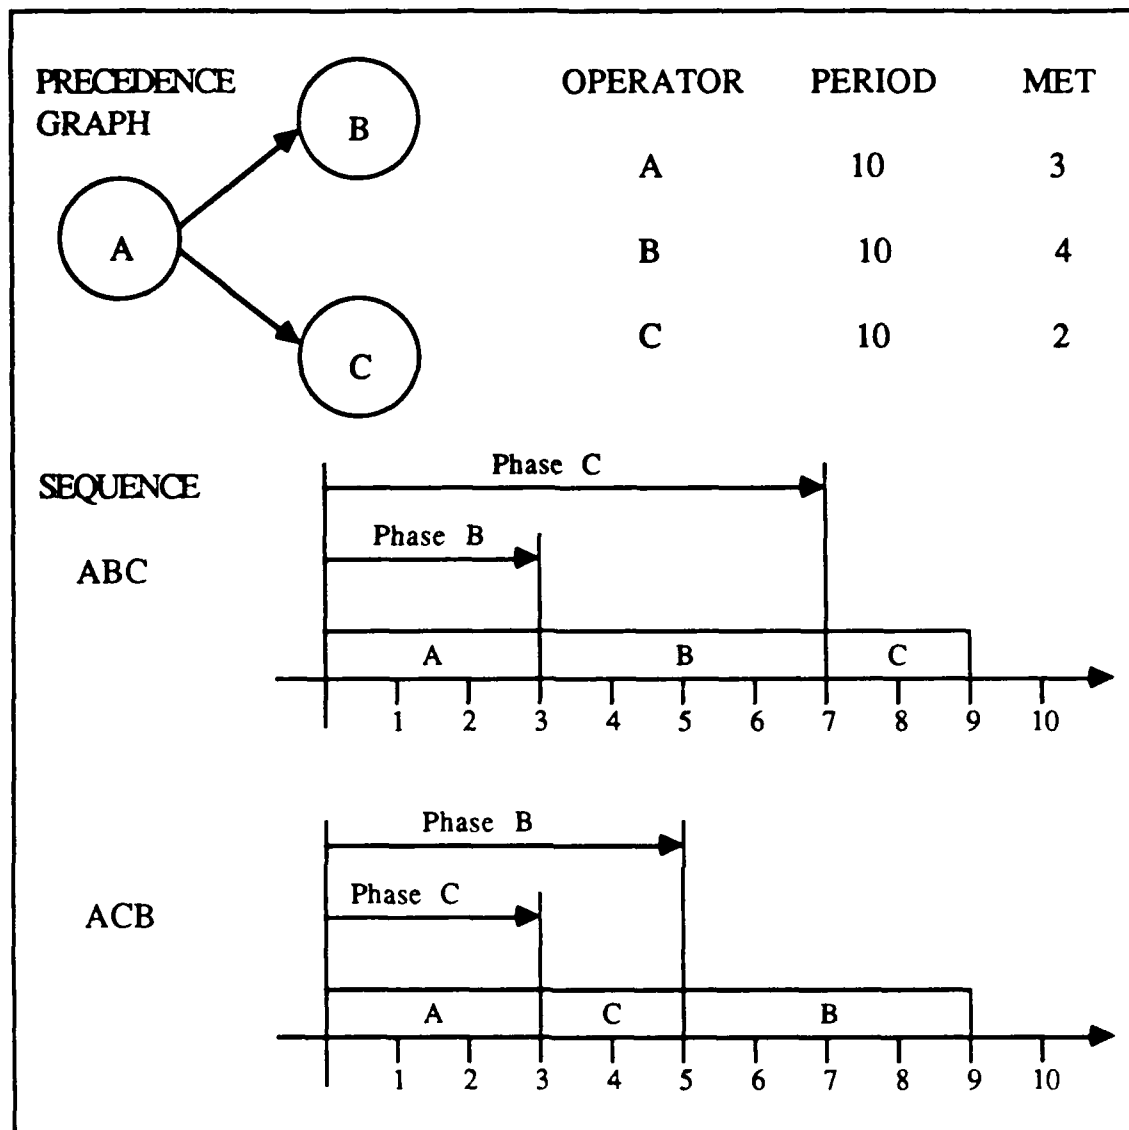 PRECEDENCE
GRAPH
A
B
C
OPERATOR PERIOD MET
A 10 3
B 10 4
C 10 2
SEQUENCE
ABC
Phase C
Phase B
A B C
1 2 3 4 5 6 7 8 9 10
ACB
Phase B
Phase C
A C B
1 2 3 4 5 6 7 8 9 10